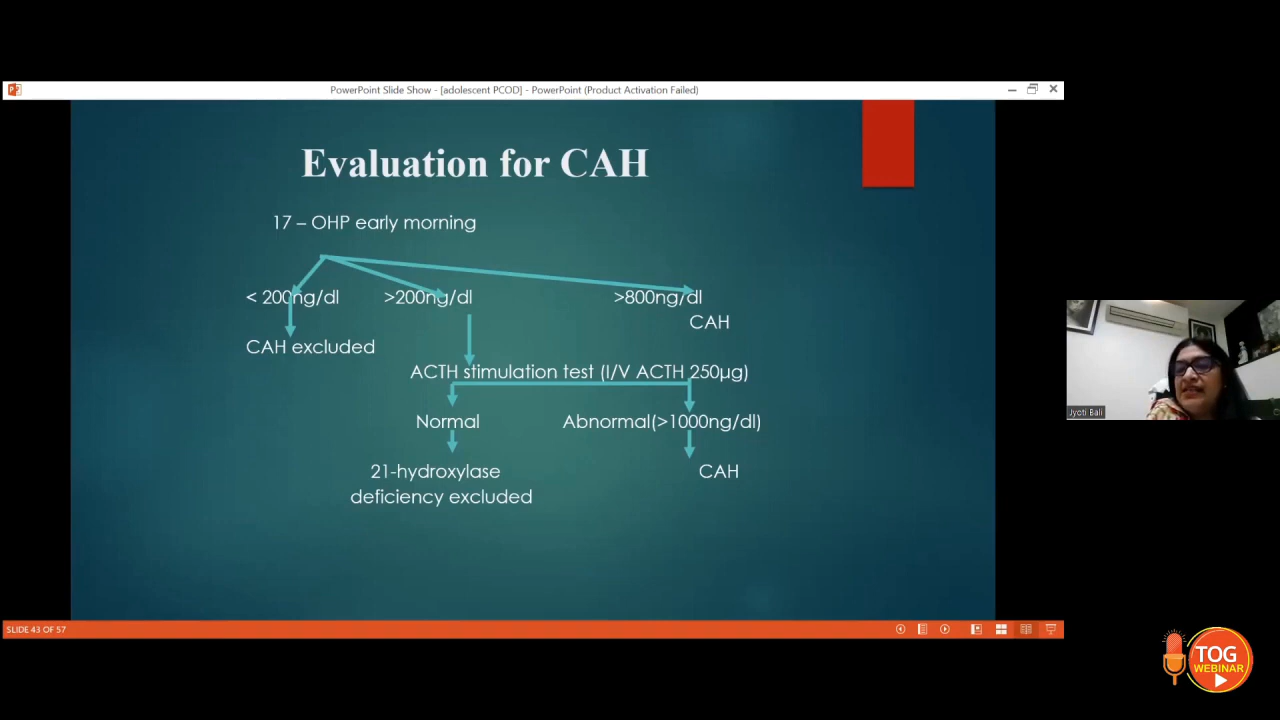 PowerPoint Slide Show - [adolescent PCOD] - PowerPoint (Product Activation Failed)
Evaluation for CAH
17 – OHP early morning
< 200ng/dl >200ng/dl >800ng/dl
CAH
CAH excluded
ACTH stimulation test (I/V ACTH 250µg)
Normal Abnormal(>1000ng/dl)
21-hydroxylase CAH
deficiency excluded
Jyoti Bali
SLIDE 43 OF 57
TOG
WEBINAR